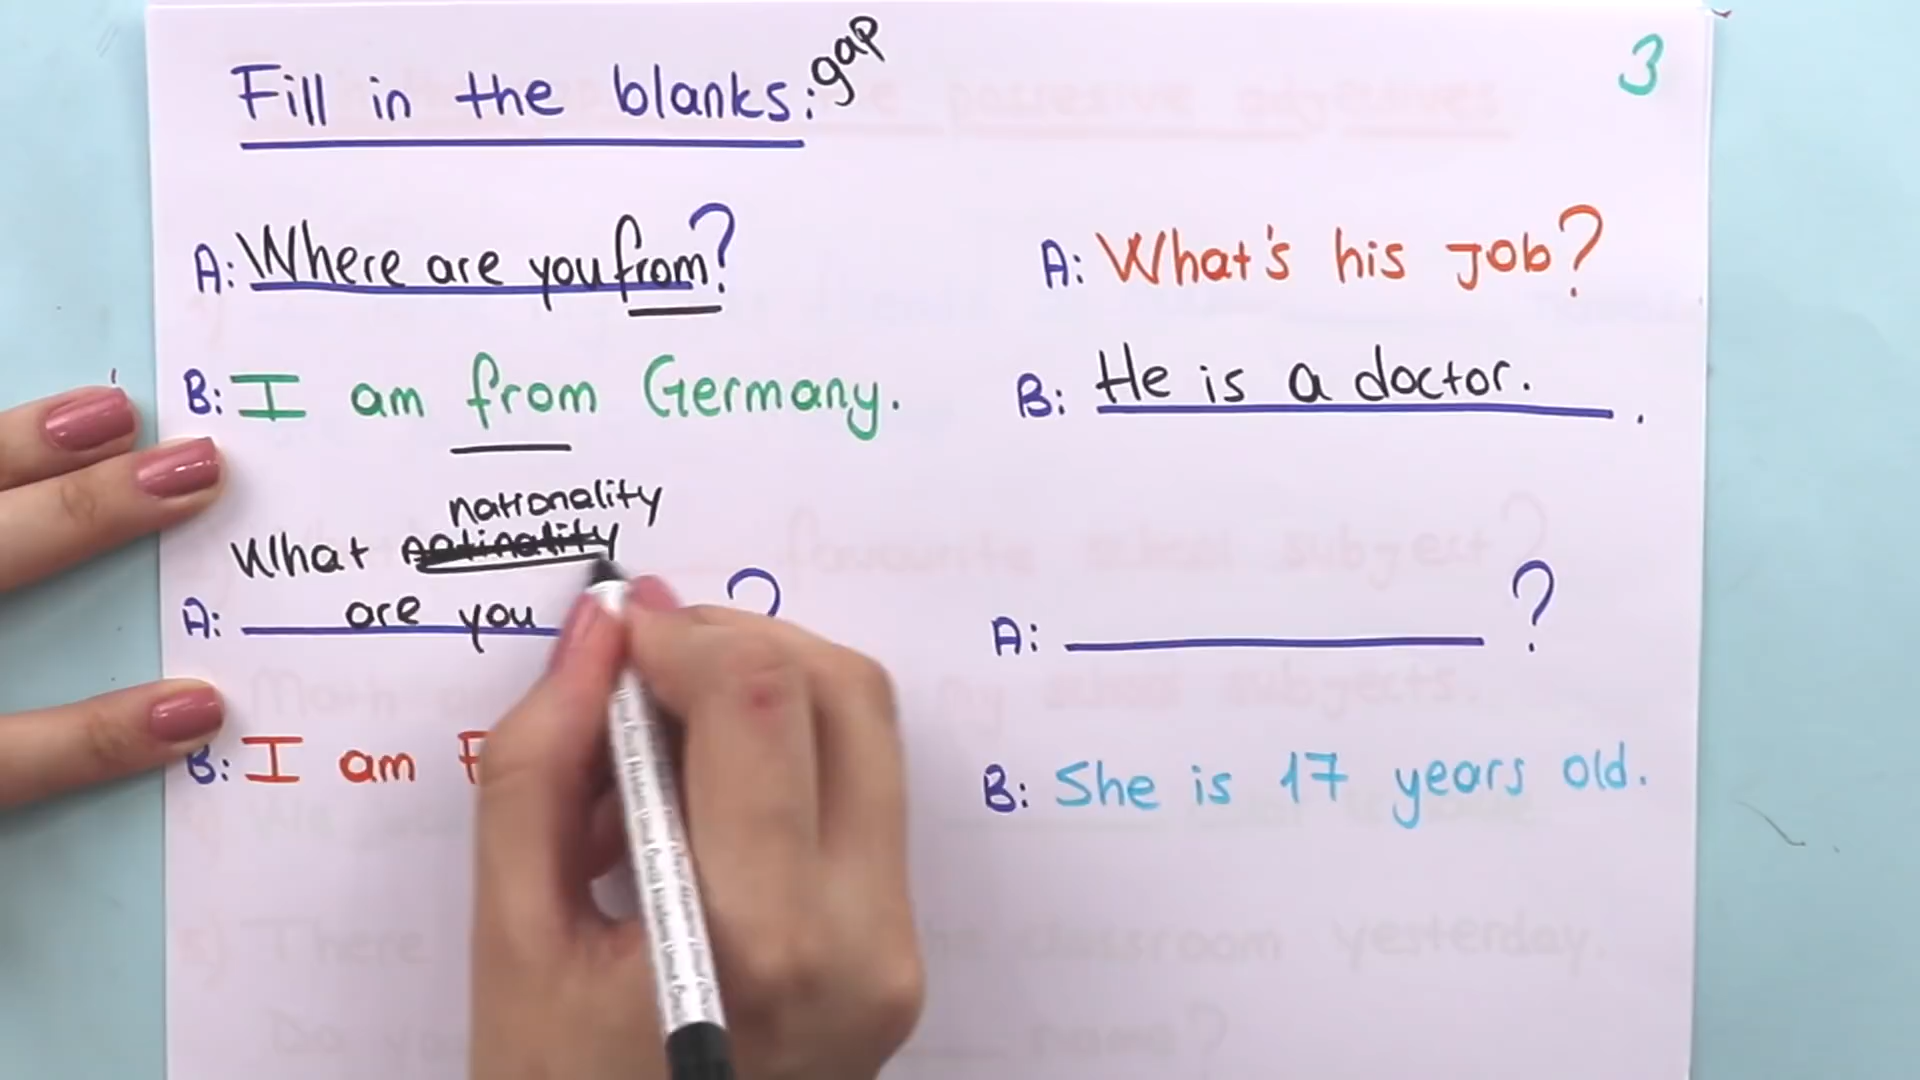 Fill in the blanks: gap
3
A: Where are you from?
B: I am from Germany.
nationality
What
A: are you ?
B: I am F
A: What's his job?
B: He is a doctor.
A: ?
B: She is 17 years old.